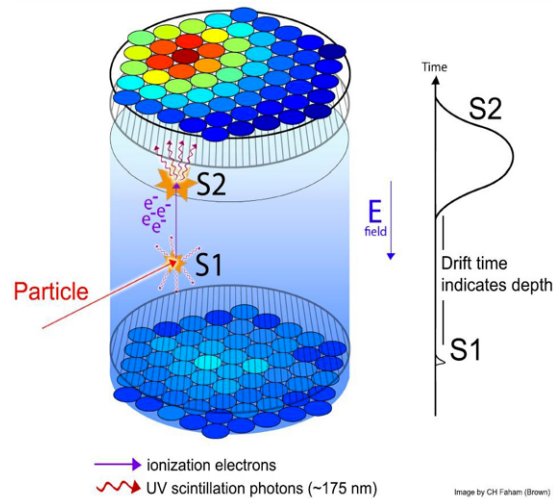 Time
S2
S2
e-
e-e-
e-
e-
E
field
Drift time
indicates depth
S1
Particle
S1
ionization electrons
UV scintillation photons (~175 nm)
Image by CH Faham (Brown)